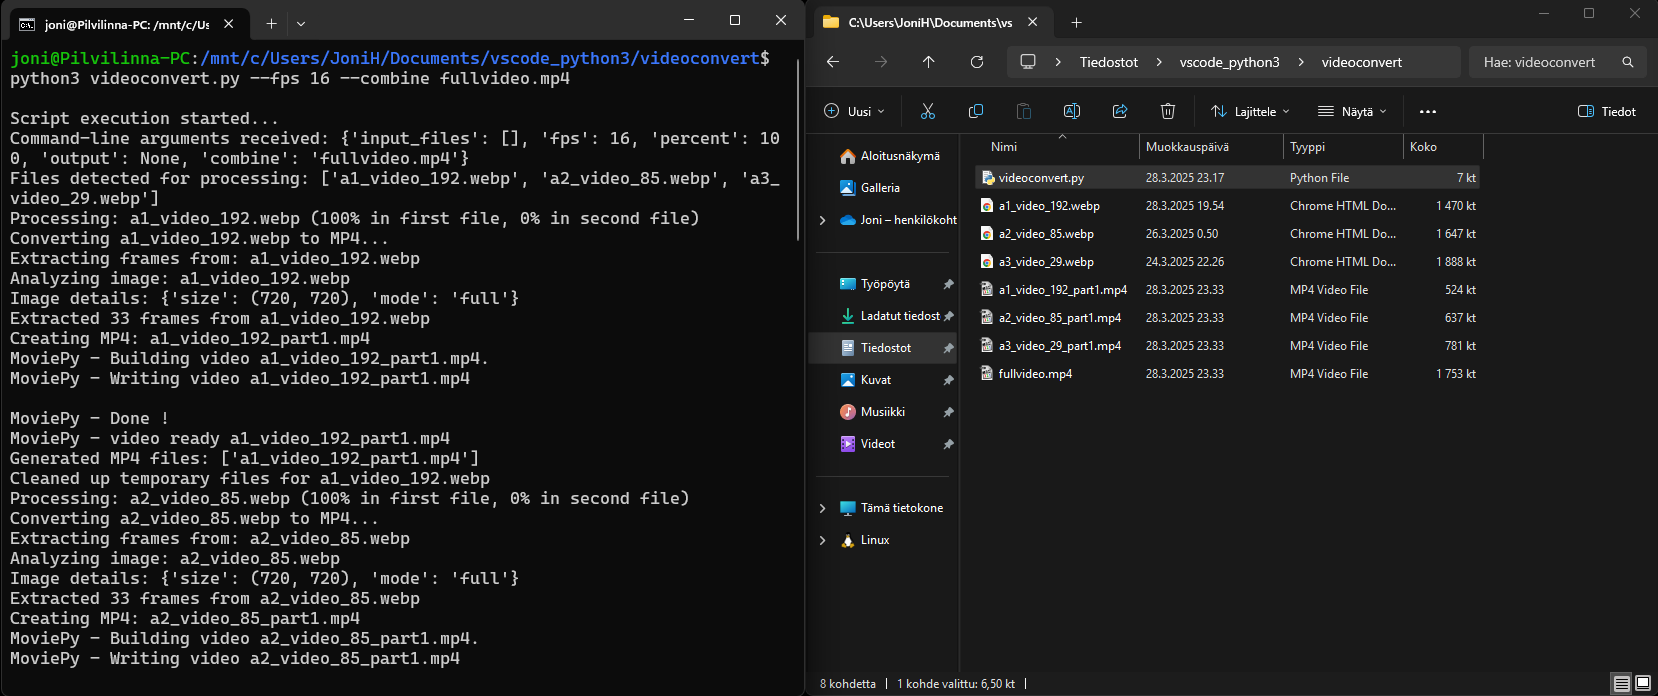 joni@Pilvilinna-PC: /mnt/c/Us
joni@Pilvilinna-PC:/mnt/c/Users/JoniH/Documents/vscode_python3/videoconvert$
python3 videoconvert.py --fps 16 --combine fullvideo.mp4
Script execution started...
Command-line arguments received: {'input_files': [], 'fps': 16, 'percent': 10
0, 'output': None, 'combine': 'fullvideo.mp4'}
Files detected for processing: ['a1_video_192.webp', 'a2_video_85.webp', 'a3_
video_29.webp']
Processing: a1_video_192.webp (100% in first file, 0% in second file)
Converting a1_video_192.webp to MP4...
Extracting frames from: a1_video_192.webp
Analyzing image: a1_video_192.webp
Image details: {'size': (720, 720), 'mode': 'full'}
Extracted 33 frames from a1_video_192.webp
Creating MP4: a1_video_192_part1.mp4
MoviePy - Building video a1_video_192_part1.mp4.
MoviePy - Writing video a1_video_192_part1.mp4
MoviePy - Done !
MoviePy - video ready a1_video_192_part1.mp4
Generated MP4 files: ['a1_video_192_part1.mp4']
Cleaned up temporary files for a1_video_192.webp
Processing: a2_video_85.webp (100% in first file, 0% in second file)
Converting a2_video_85.webp to MP4...
Extracting frames from: a2_video_85.webp
Analyzing image: a2_video_85.webp
Image details: {'size': (720, 720), 'mode': 'full'}
Extracted 33 frames from a2_video_85.webp
Creating MP4: a2_video_85_part1.mp4
MoviePy - Building video a2_video_85_part1.mp4.
MoviePy - Writing video a2_video_85_part1.mp4
C:\Users\JoniH\Documents\vs
Tiedostot > vscode_python3 > videoconvert
Hae: videoconvert
Uusi
Lajittele
Näytä
Tiedot
Aloitusnäkymä
Galleria
Joni – henkilökoht
Työpöytä
Ladatut tiedost
Tiedostot
Kuvat
Musiikki
Videot
Tämä tietokone
Linux
Nimi Muokkauspäivä Tyyppi Koko
videoconvert.py 28.3.2025 23.17 Python File 7 kt
a1_video_192.webp 28.3.2025 19.54 Chrome HTML Do... 1 470 kt
a2_video_85.webp 26.3.2025 0.50 Chrome HTML Do... 1 647 kt
a3_video_29.webp 24.3.2025 22.26 Chrome HTML Do... 1 888 kt
a1_video_192_part1.mp4 28.3.2025 23.33 MP4 Video File 524 kt
a2_video_85_part1.mp4 28.3.2025 23.33 MP4 Video File 637 kt
a3_video_29_part1.mp4 28.3.2025 23.33 MP4 Video File 781 kt
fullvideo.mp4 28.3.2025 23.33 MP4 Video File 1 753 kt
8 kohdetta | 1 kohde valittu: 6,50 kt |